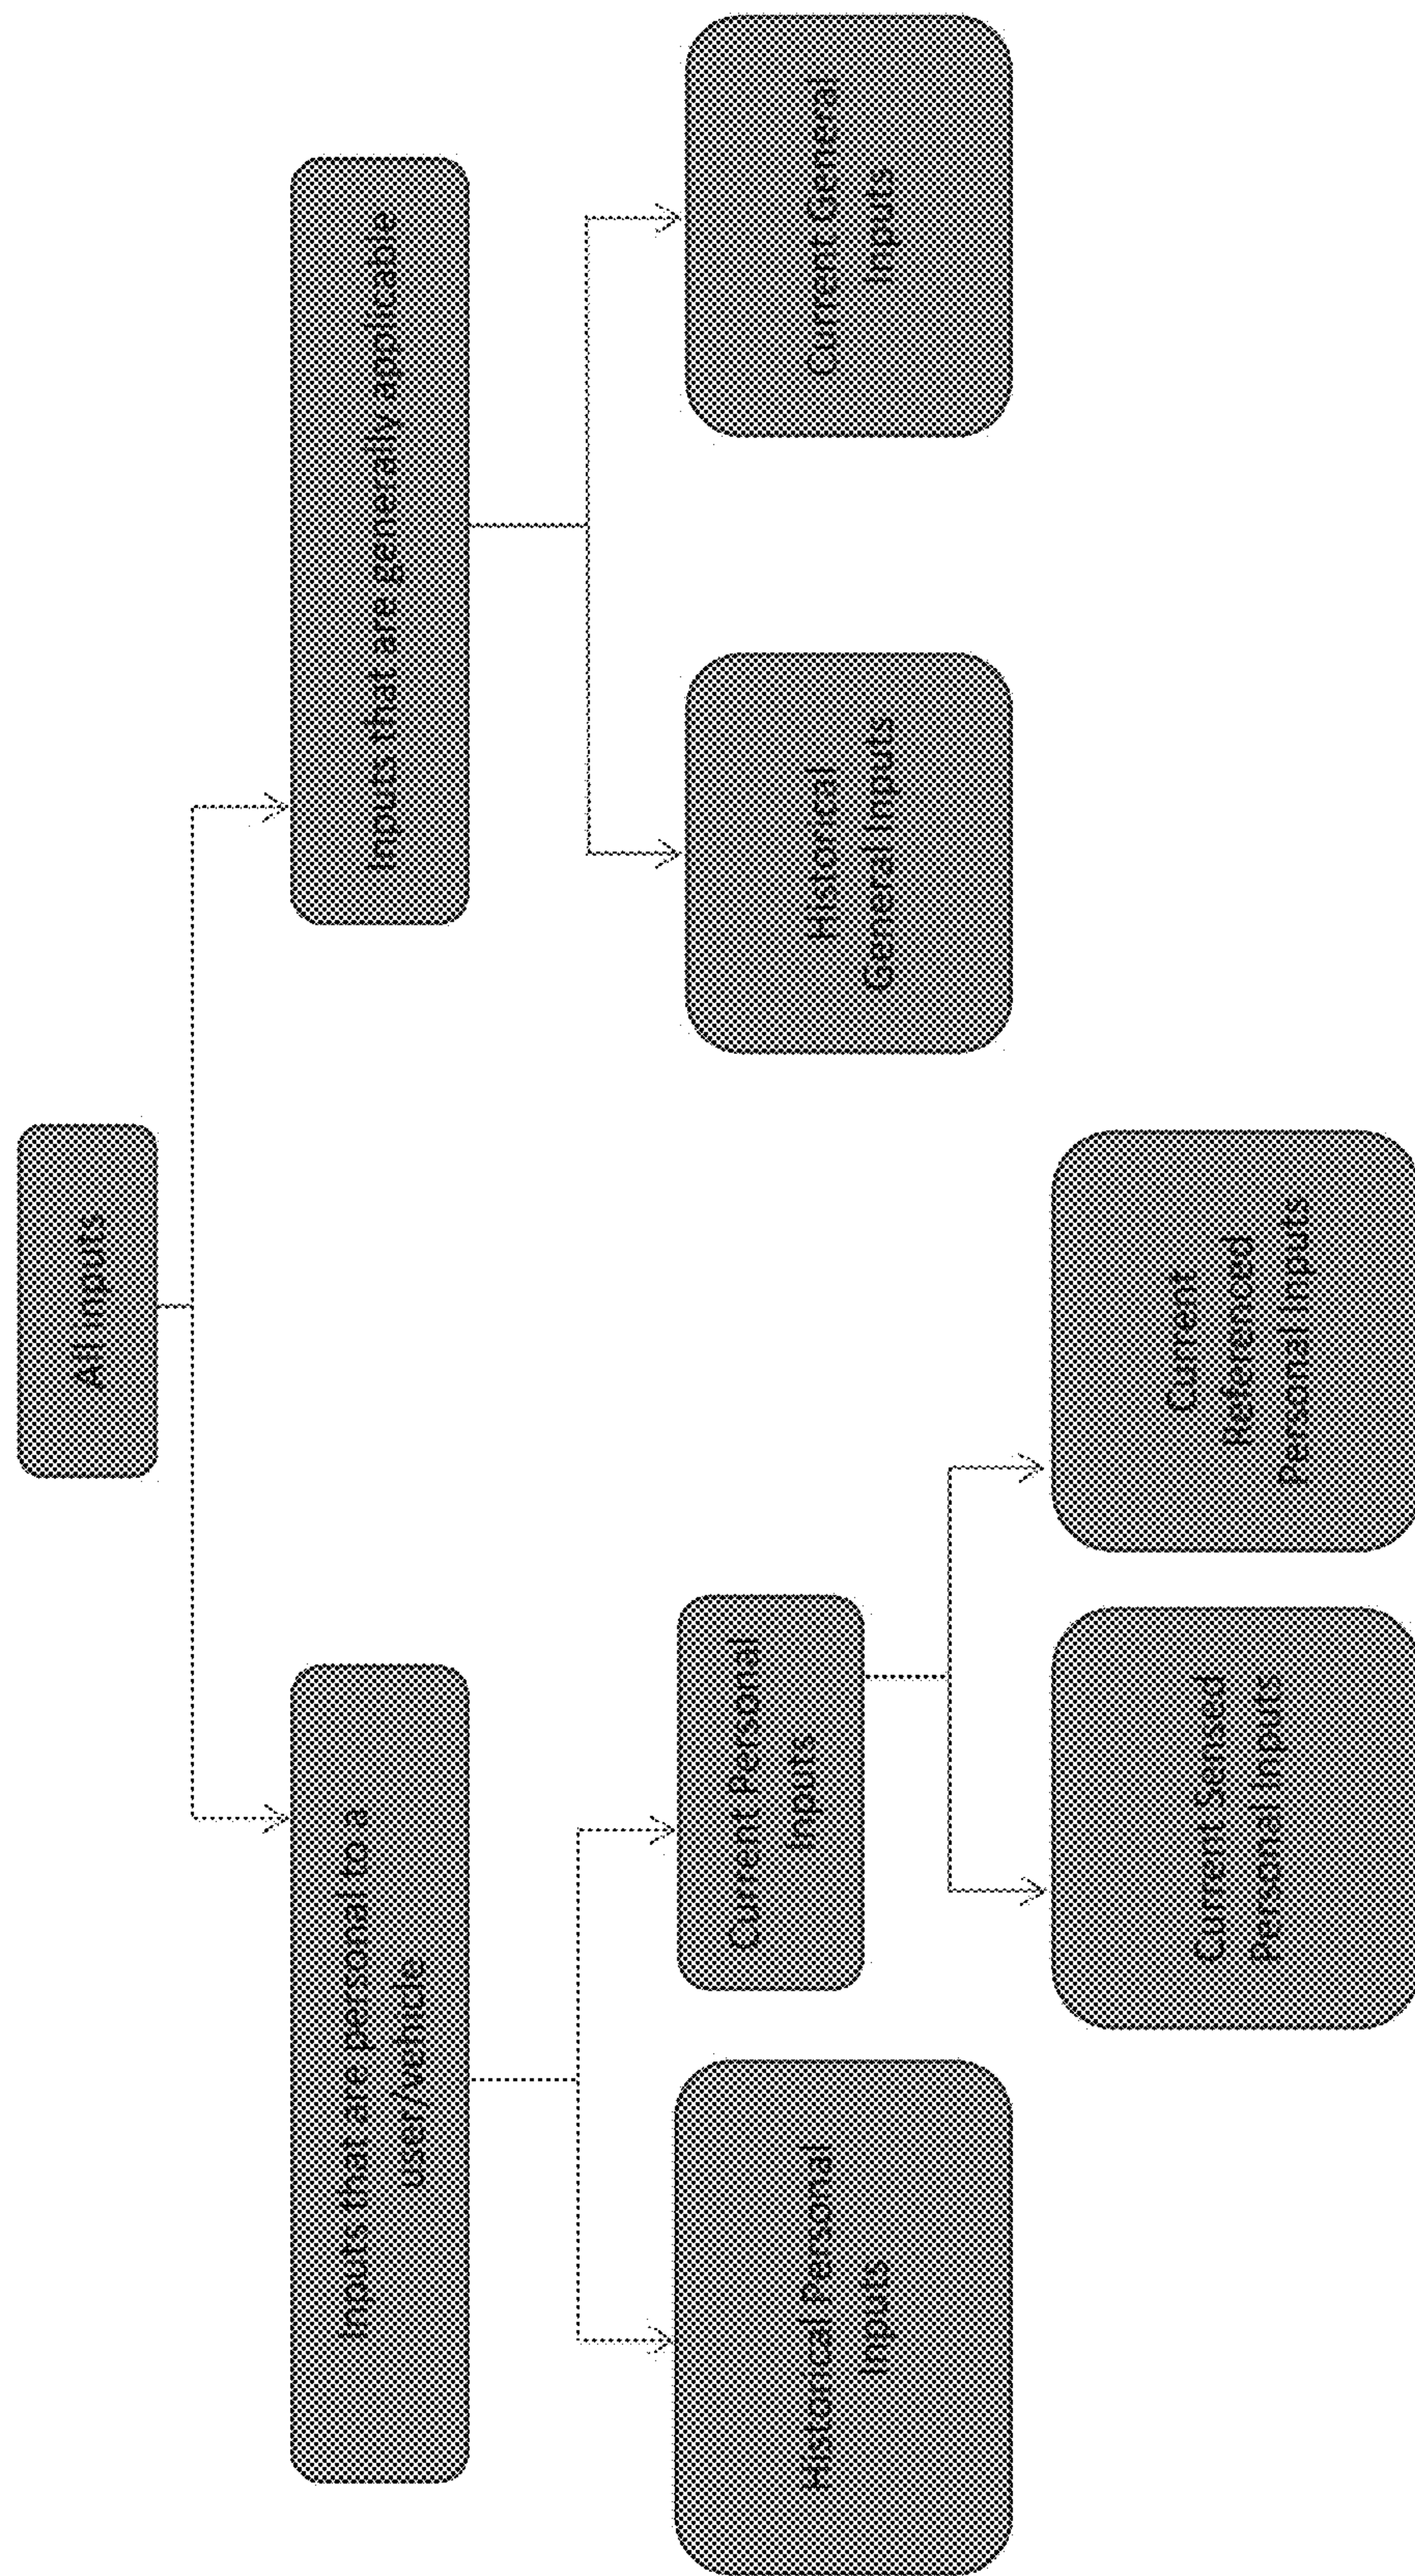 All inputs
Inputs that are personal to a
user/vehicle
Inputs that are generally applicable
Historical Personal
Inputs
Current Personal
Inputs
Historical
General Inputs
Current General
Inputs
Current Sensed
Personal Inputs
Current
Referenced
Personal Inputs